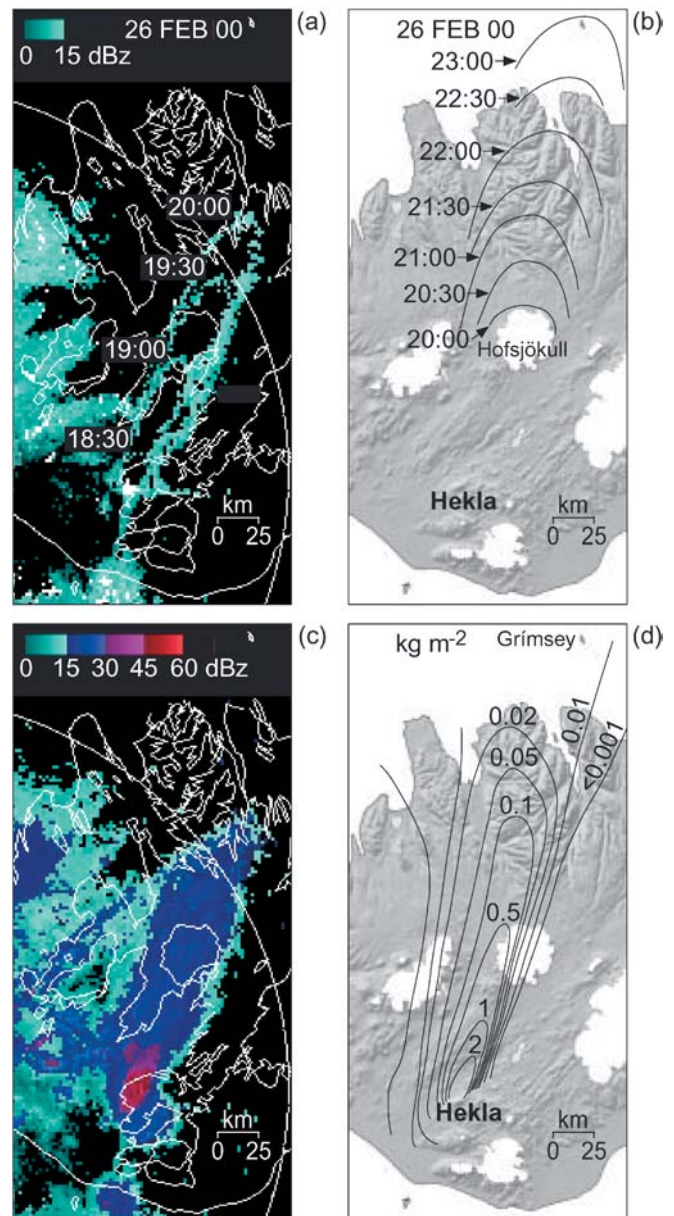 26 FEB 00
(a)
0 15 dBz
20:00
19:30
19:00
18:30
km
0 25
26 FEB 00
(b)
23:00
22:30
22:00
21:30
21:00
20:30
20:00
Hofsjökull
Hekla
km
0 25
(c)
0 15 30 45 60 dBz
km
0 25
kg m-2
Grímsey
(d)
0.01
0.02
<0.001
0.05
0.1
0.5
1
2
Hekla
km
0 25